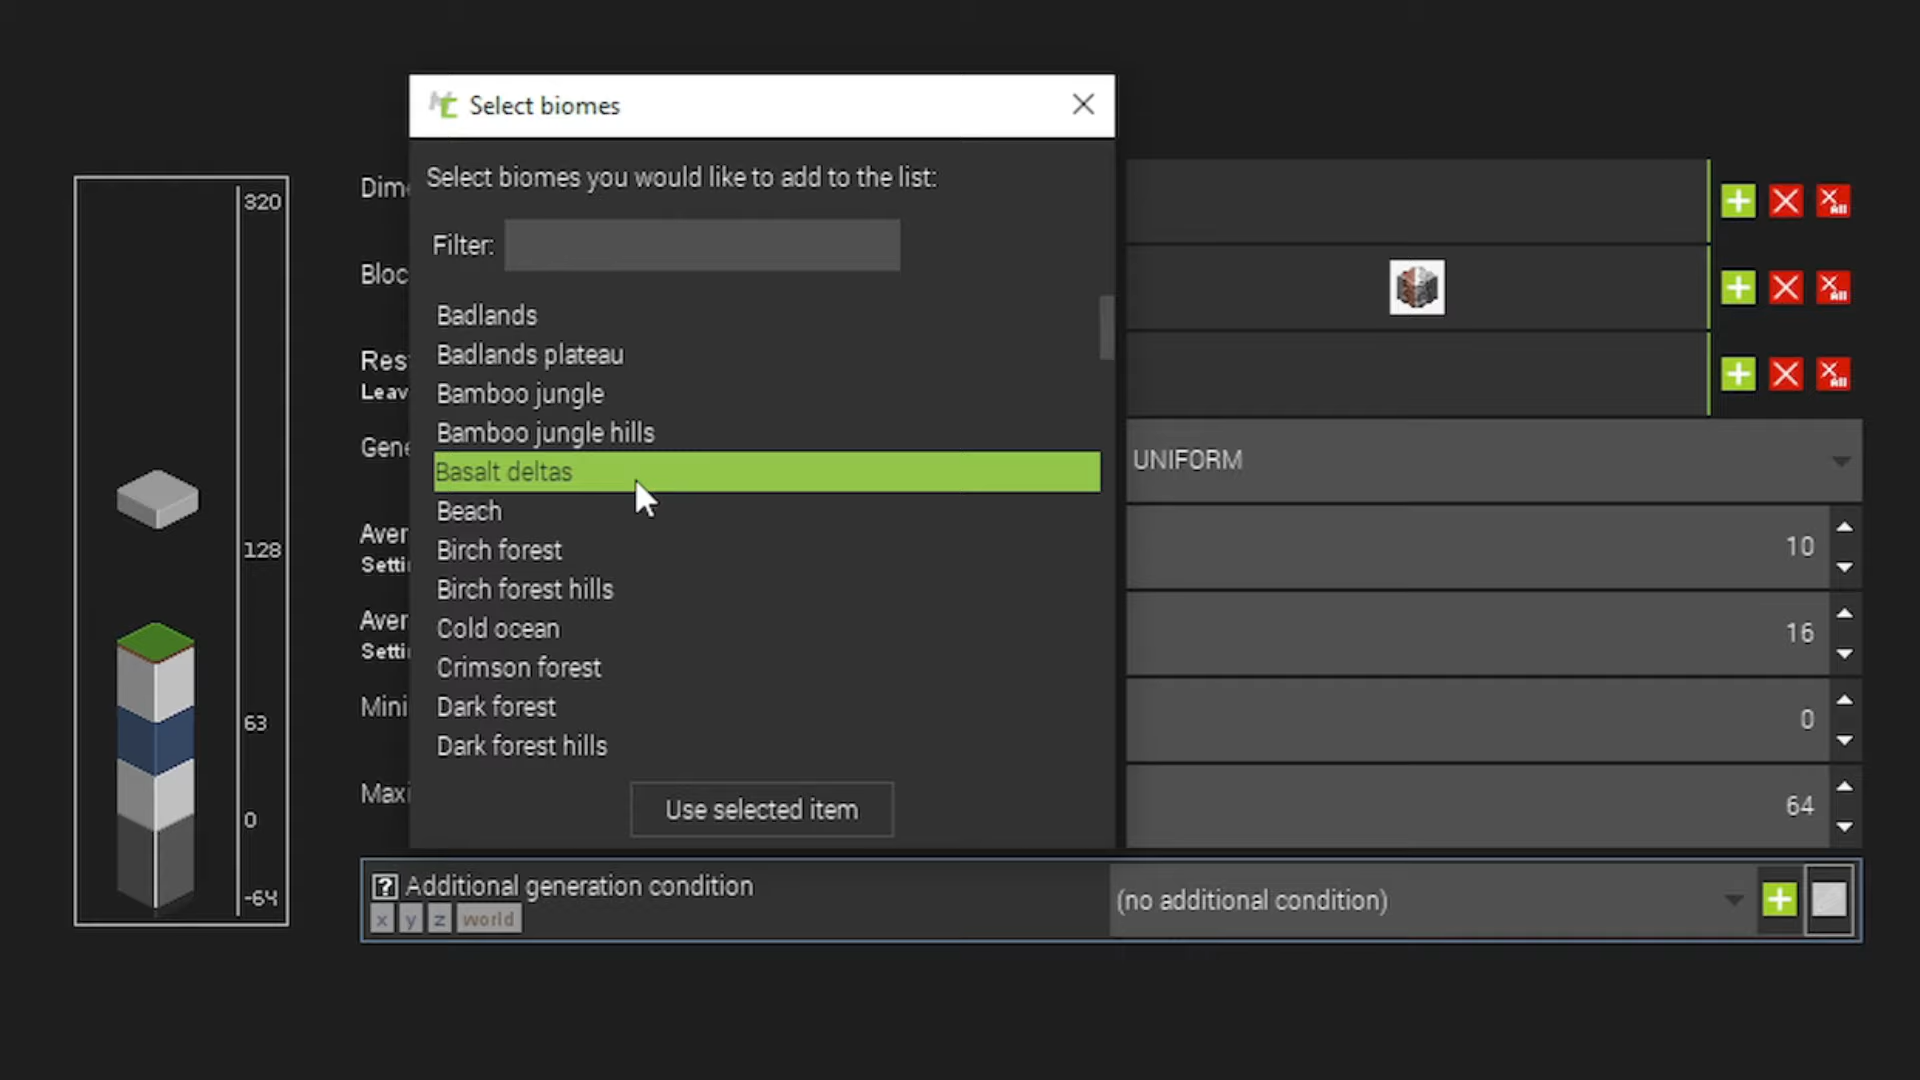 Select biomes
Select biomes you would like to add to the list:
Filter:
Badlands
Badlands plateau
Bamboo jungle
Bamboo jungle hills
Basalt deltas
Beach
Birch forest
Birch forest hills
Cold ocean
Crimson forest
Dark forest
Dark forest hills
Use selected item
320
128
63
0
-64
Dim
Bloc
Res
Leav
Gene
UNIFORM
Aver
Setti
10
Aver
Setti
16
Mini
0
Maxi
64
? Additional generation condition
x y z world
(no additional condition)
All
All
All